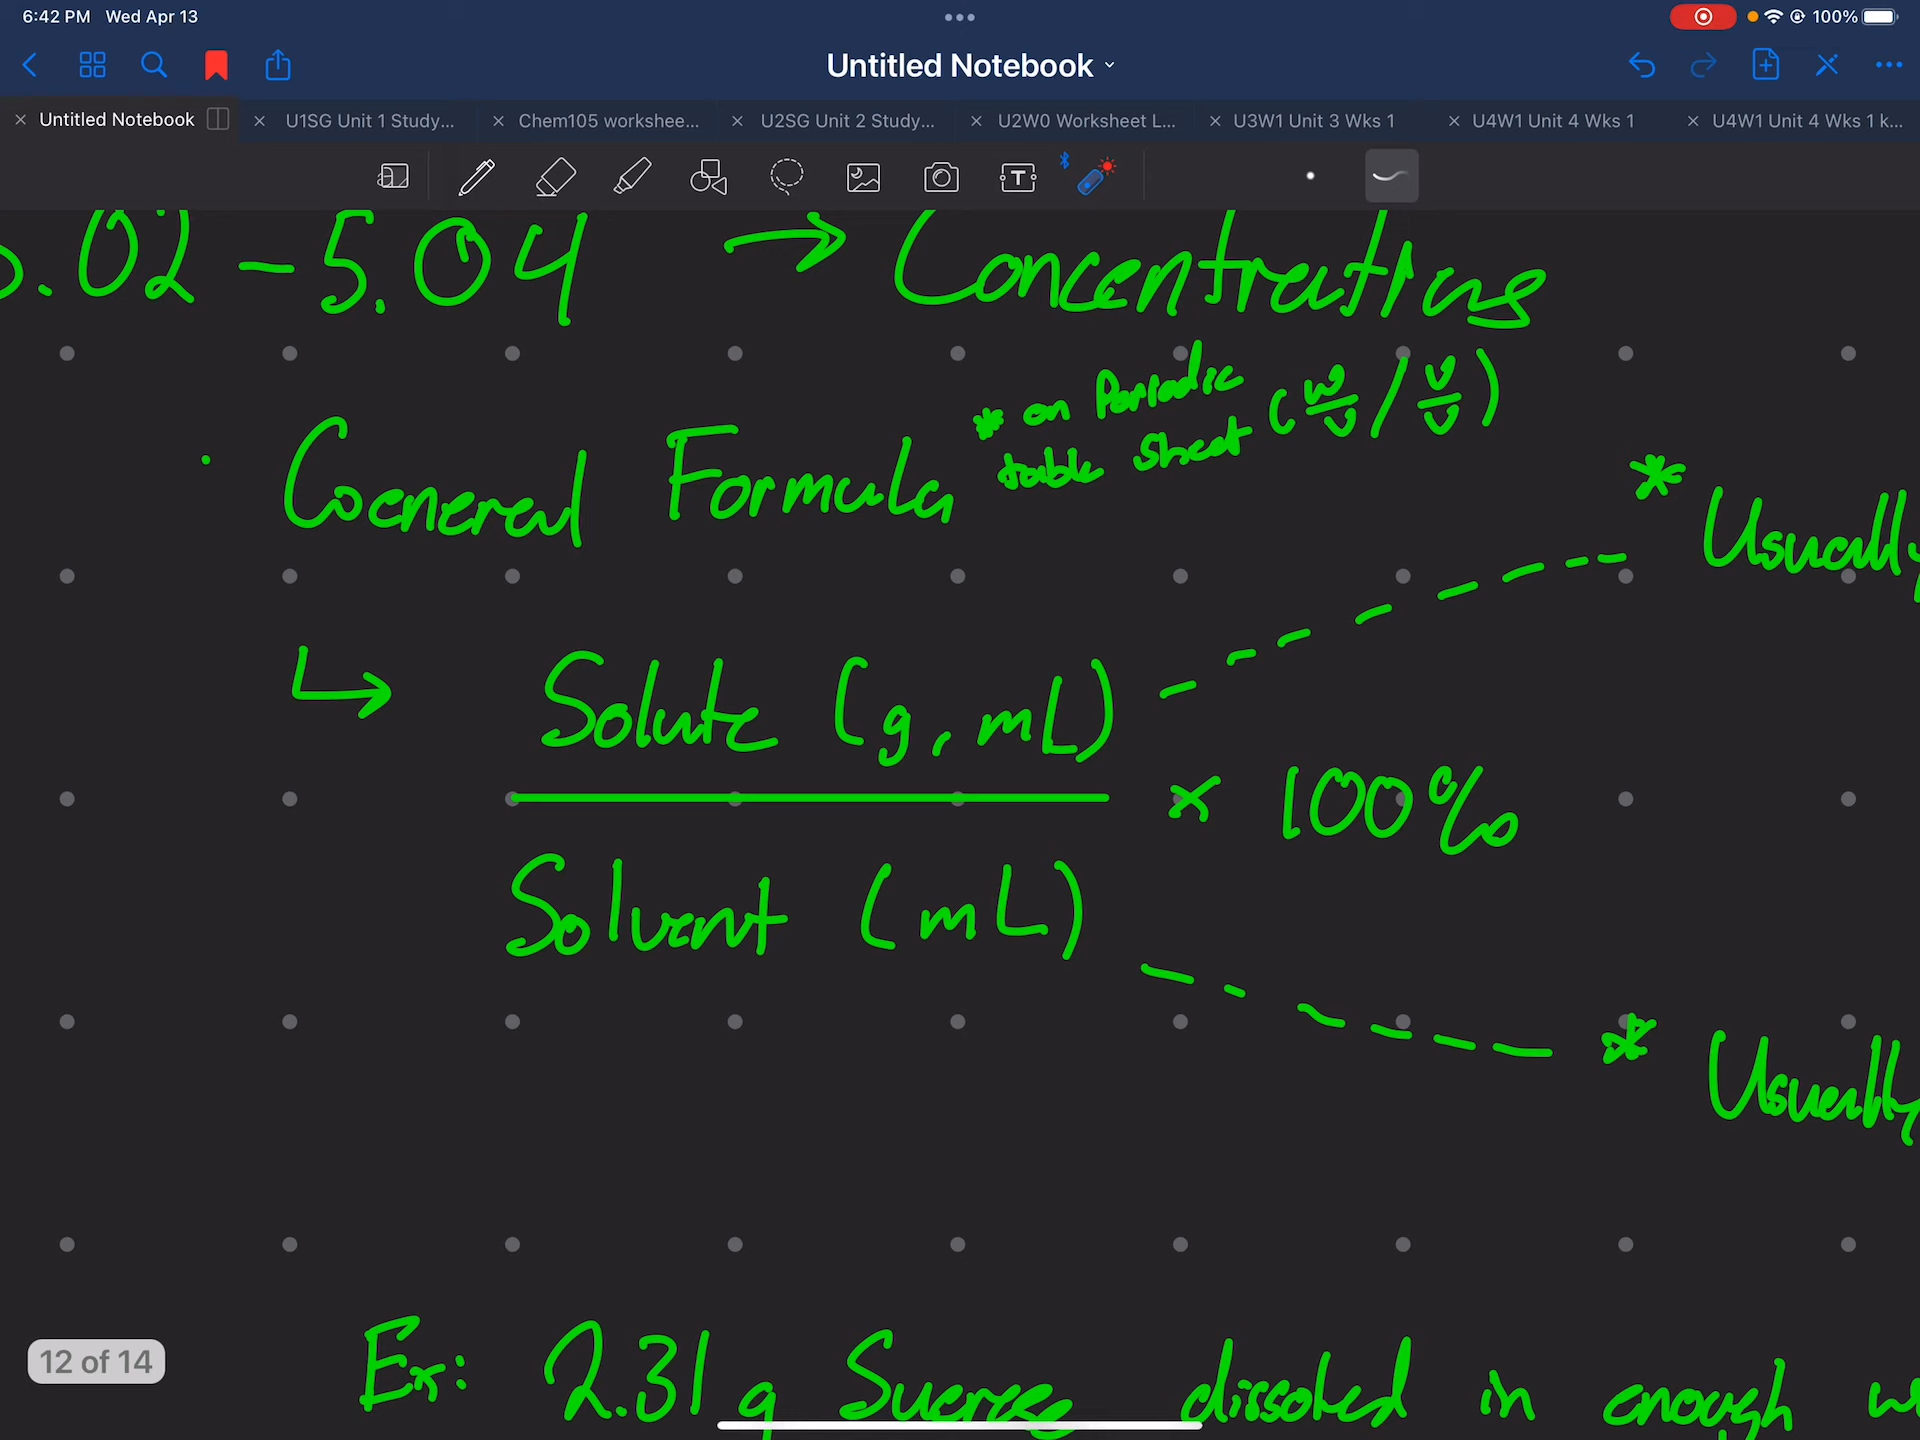 6:42 PM Wed Apr 13
100%
Untitled Notebook
Untitled Notebook
U1SG Unit 1 Study...
Chem105 workshee...
U2SG Unit 2 Study...
U2W0 Worksheet L...
U3W1 Unit 3 Wks 1
U4W1 Unit 4 Wks 1
U4W1 Unit 4 Wks 1 k...
.02 - 5.04 → Concentrations
General Formula
* on Periodic
table sheet (w/v / v/v)
* Usually
↳ Solute (g, mL)
× 100%
Solvent (mL)
* Usually
Ex: 2.31 g Sucrose dissolved in enough w
12 of 14